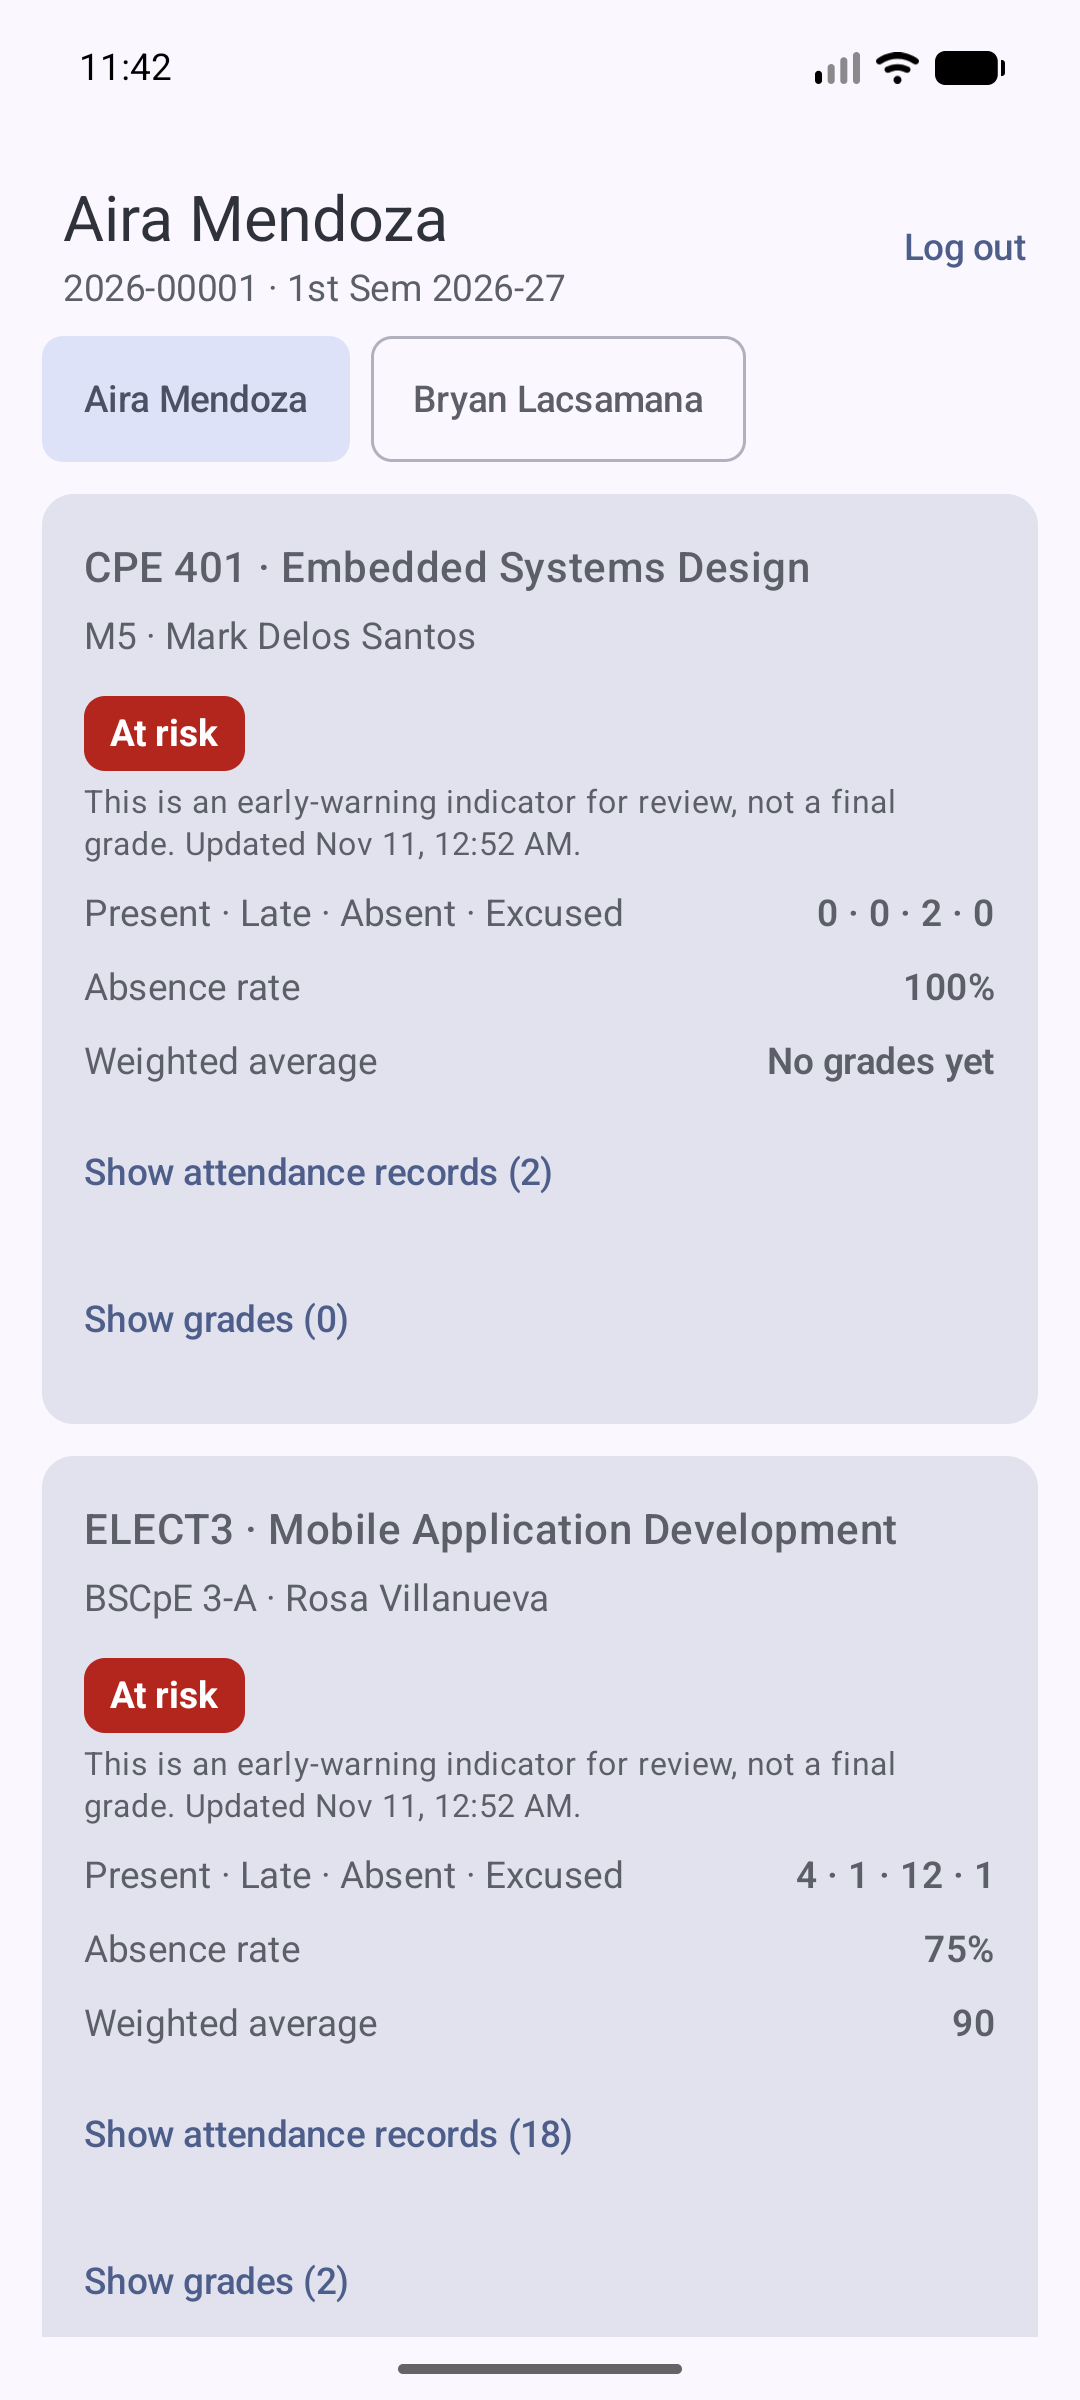 11:42
Aira Mendoza
Log out
2026-00001 · 1st Sem 2026-27
Aira Mendoza
Bryan Lacsamana
CPE 401 · Embedded Systems Design
M5 · Mark Delos Santos
At risk
This is an early-warning indicator for review, not a final
grade. Updated Nov 11, 12:52 AM.
Present · Late · Absent · Excused 0 · 0 · 2 · 0
Absence rate 100%
Weighted average No grades yet
Show attendance records (2)
Show grades (0)
ELECT3 · Mobile Application Development
BSCpE 3-A · Rosa Villanueva
At risk
This is an early-warning indicator for review, not a final
grade. Updated Nov 11, 12:52 AM.
Present · Late · Absent · Excused 4 · 1 · 12 · 1
Absence rate 75%
Weighted average 90
Show attendance records (18)
Show grades (2)